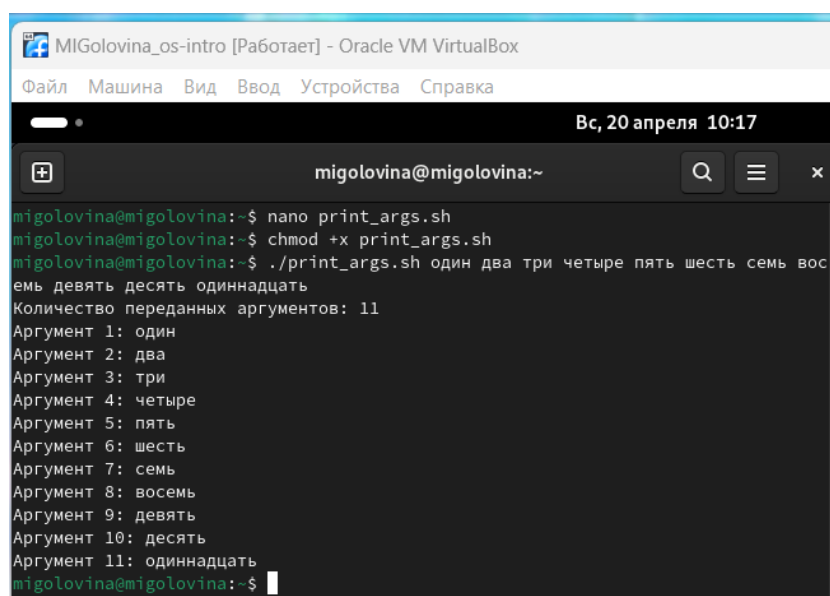 MIGolovina_os-intro [Работает] - Oracle VM VirtualBox
Файл Машина Вид Ввод Устройства Справка
Вс, 20 апреля 10:17
migolovina@migolovina:~
migolovina@migolovina:~$ nano print_args.sh
migolovina@migolovina:~$ chmod +x print_args.sh
migolovina@migolovina:~$ ./print_args.sh один два три четыре пять шесть семь вос
емь девять десять одиннадцать
Количество переданных аргументов: 11
Аргумент 1: один
Аргумент 2: два
Аргумент 3: три
Аргумент 4: четыре
Аргумент 5: пять
Аргумент 6: шесть
Аргумент 7: семь
Аргумент 8: восемь
Аргумент 9: девять
Аргумент 10: десять
Аргумент 11: одиннадцать
migolovina@migolovina:~$